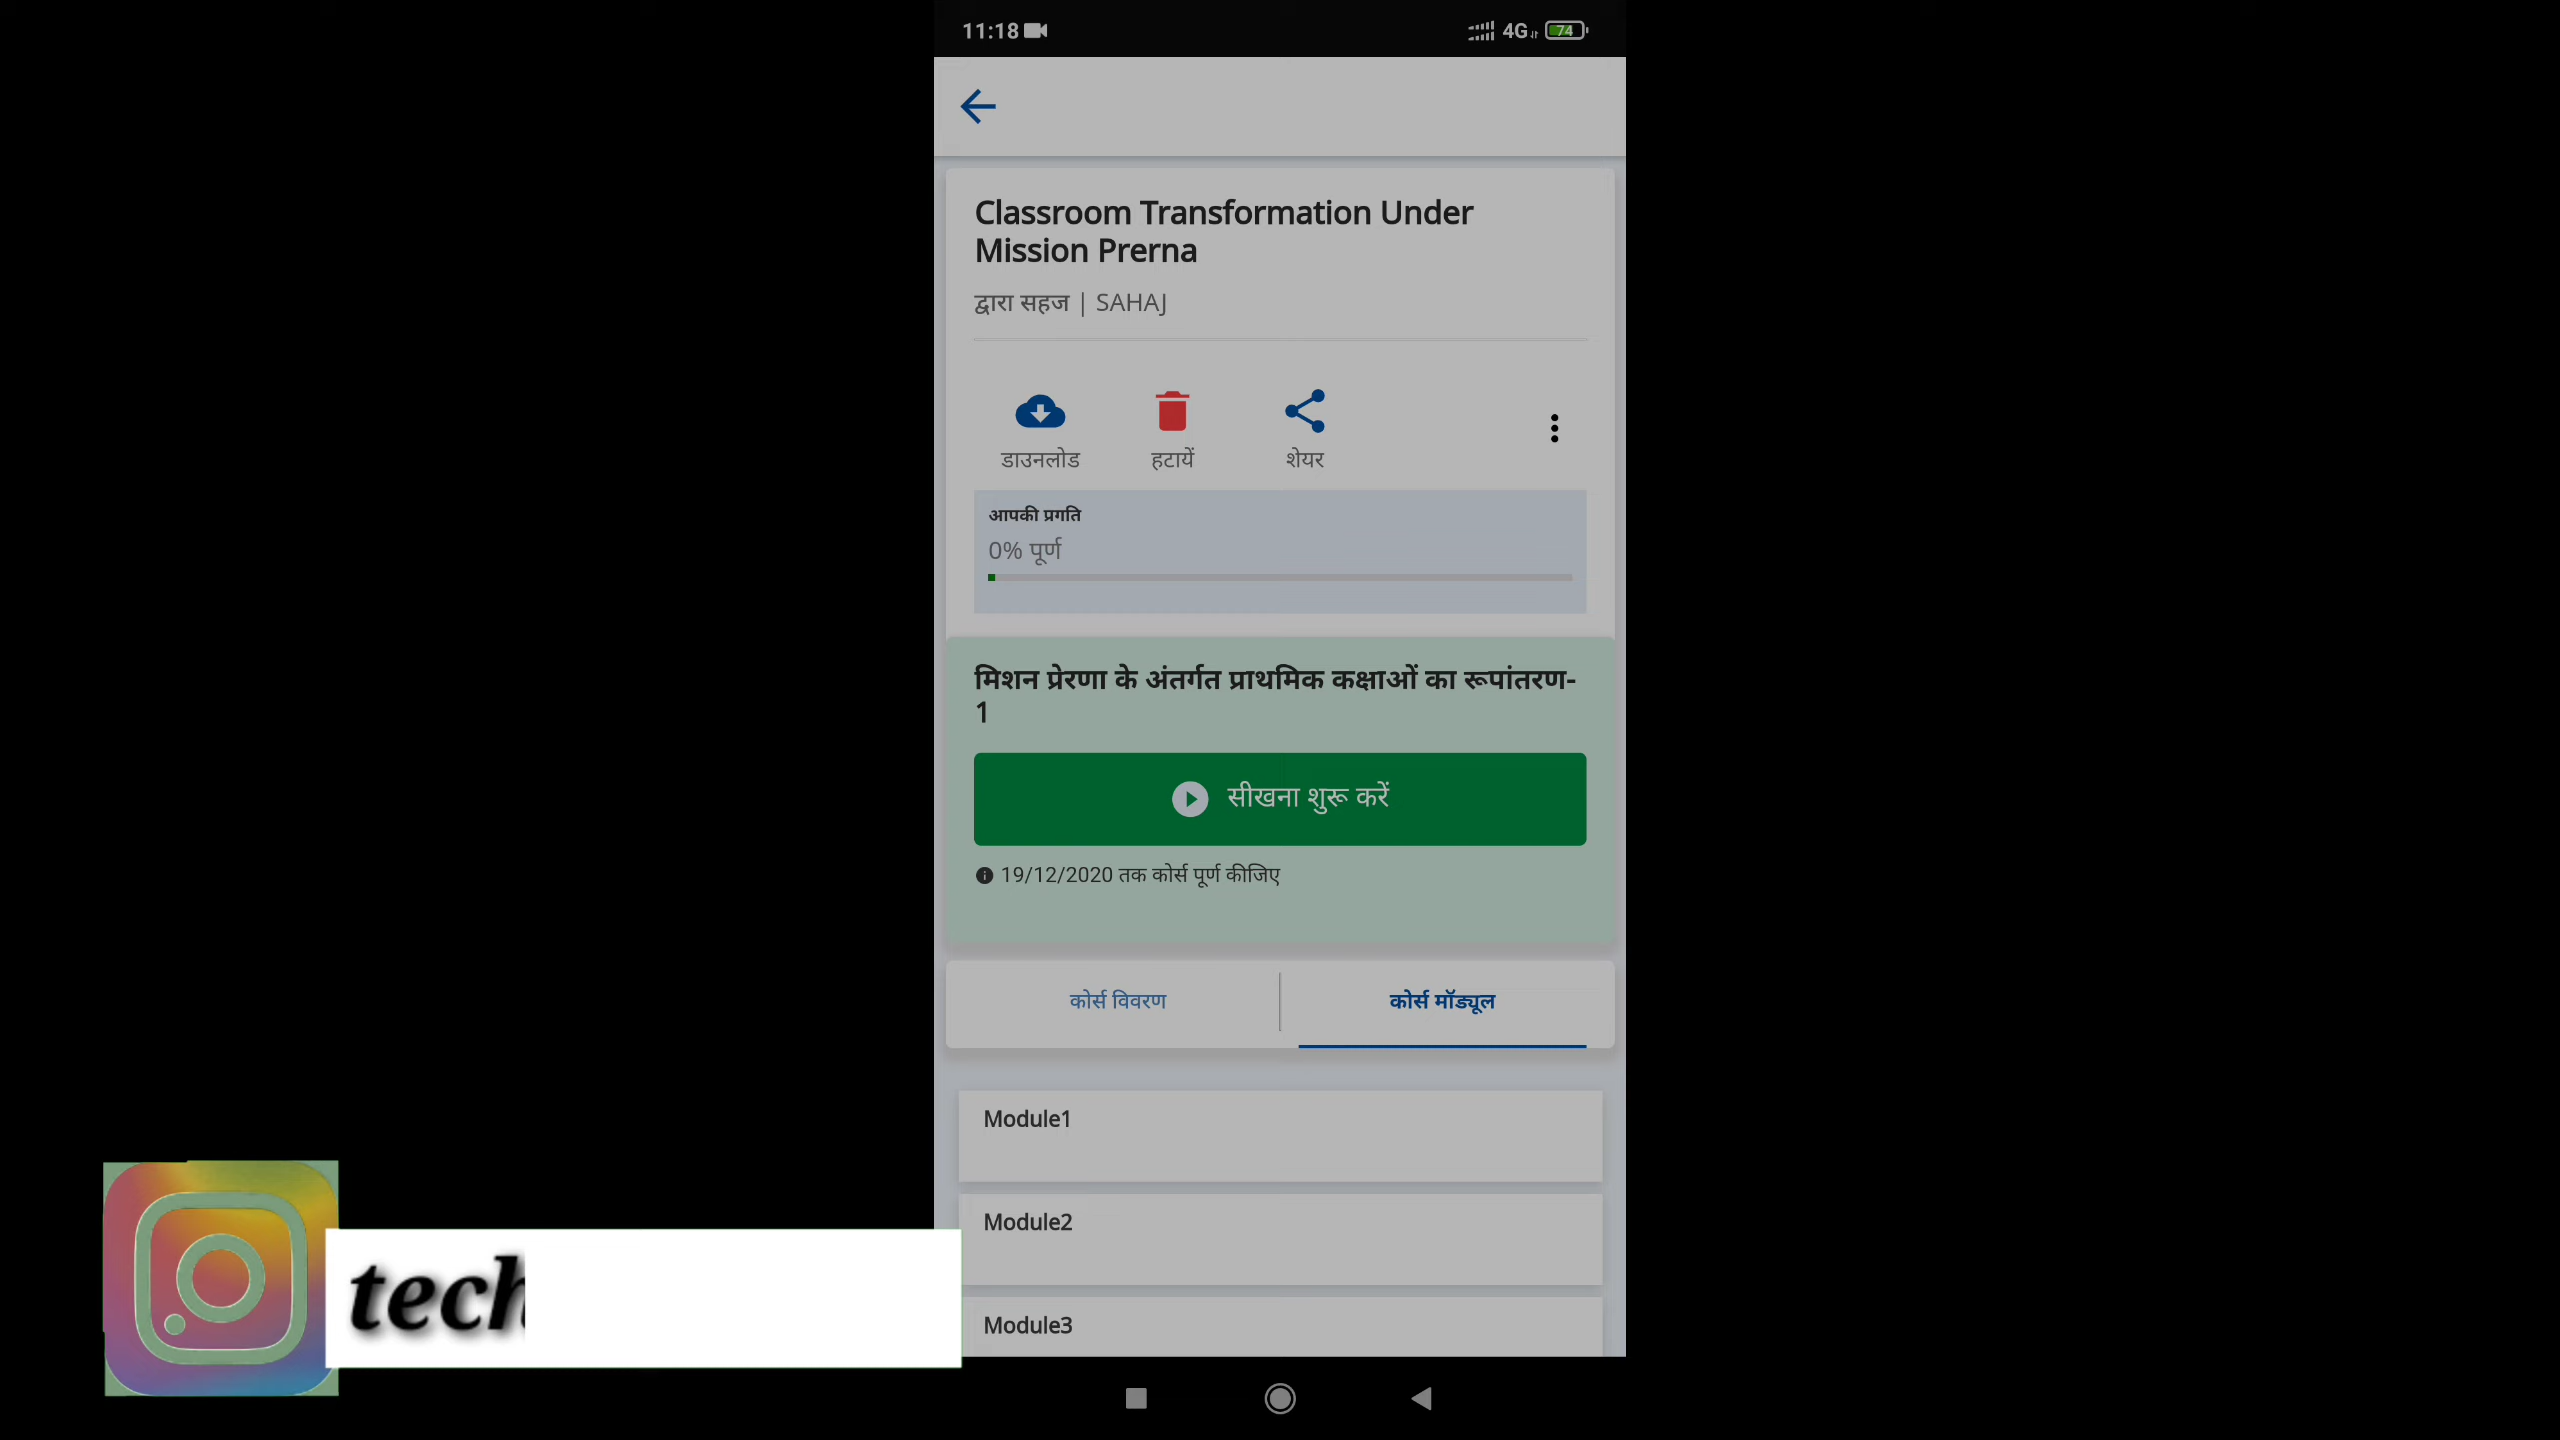 11:18
4G
74
Classroom Transformation Under
Mission Prerna
द्वारा सहज | SAHAJ
डाउनलोड
हटायें
शेयर
आपकी प्रगति
0% पूर्ण
मिशन प्रेरणा के अंतर्गत प्राथमिक कक्षाओं का रूपांतरण-
1
सीखना शुरू करें
19/12/2020 तक कोर्स पूर्ण कीजिए
कोर्स विवरण
कोर्स मॉड्यूल
Module1
Module2
Module3
tech